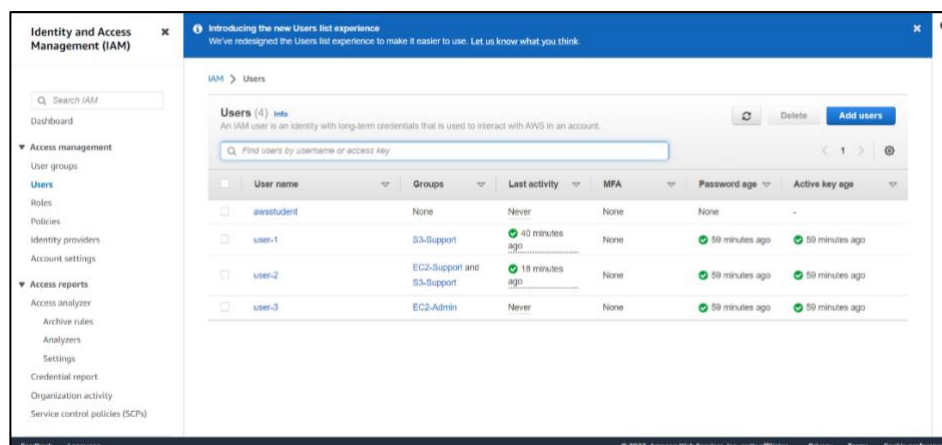 Identity and Access
Management (IAM)
Search IAM
Dashboard
Access management
User groups
Users
Roles
Policies
Identity providers
Account settings
Access reports
Access analyzer
Archive rules
Analyzers
Settings
Credential report
Organization activity
Service control policies (SCPs)
Introducing the new Users list experience
We've redesigned the Users list experience to make it easier to use. Let us know what you think.
IAM > Users
Users (4) Info
An IAM user is an identity with long-term credentials that is used to interact with AWS in an account.
Delete
Add users
Find users by username or access key
1
User name Groups Last activity MFA Password age Active key age
awsstudent None Never None None -
user-1 S3-Support 40 minutes ago None 59 minutes ago 59 minutes ago
user-2 EC2-Support and S3-Support 18 minutes ago None 59 minutes ago 59 minutes ago
user-3 EC2-Admin Never None 59 minutes ago 59 minutes ago